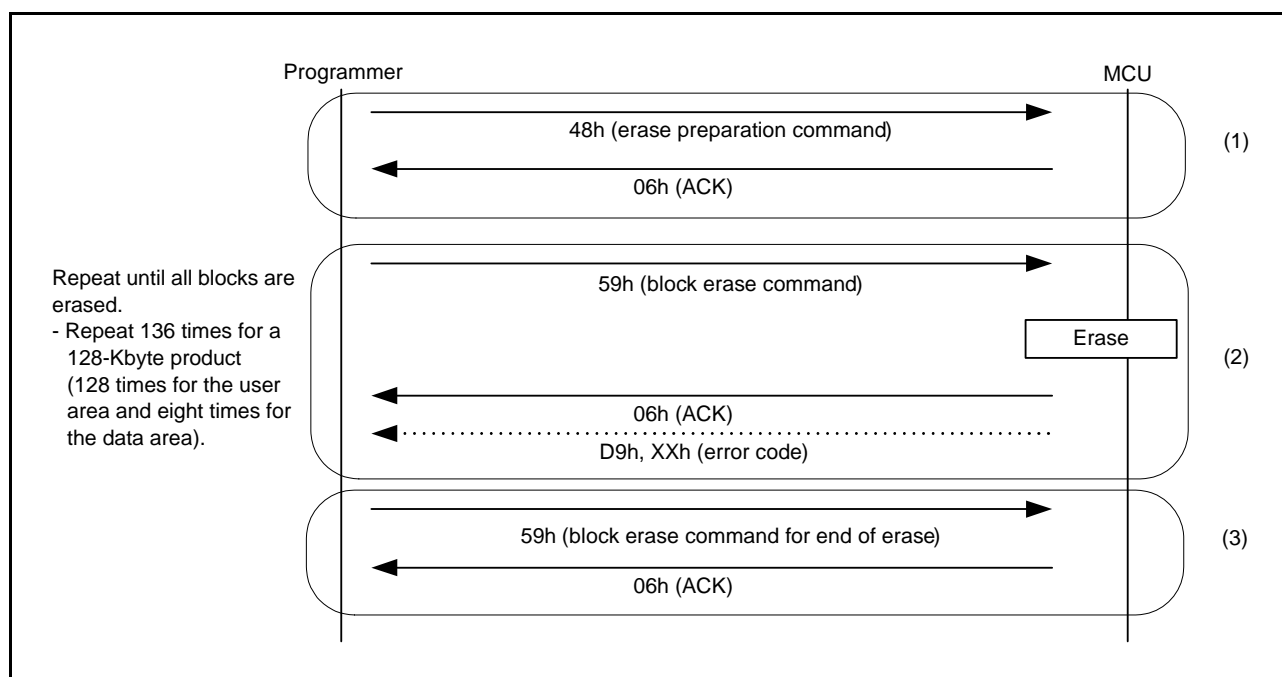 Programmer
MCU
48h (erase preparation command)
06h (ACK)
(1)
Repeat until all blocks are
erased.
- Repeat 136 times for a
128-Kbyte product
(128 times for the user
area and eight times for
the data area).
59h (block erase command)
Erase
06h (ACK)
D9h, XXh (error code)
(2)
59h (block erase command for end of erase)
06h (ACK)
(3)